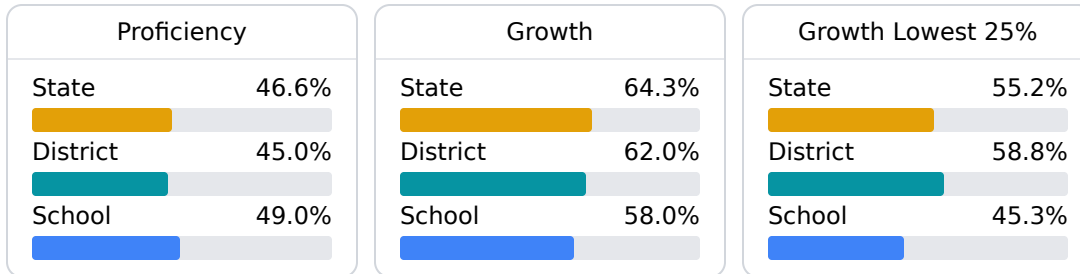 Proficiency
State 46.6%
District 45.0%
School 49.0%
Growth
State 64.3%
District 62.0%
School 58.0%
Growth Lowest 25%
State 55.2%
District 58.8%
School 45.3%